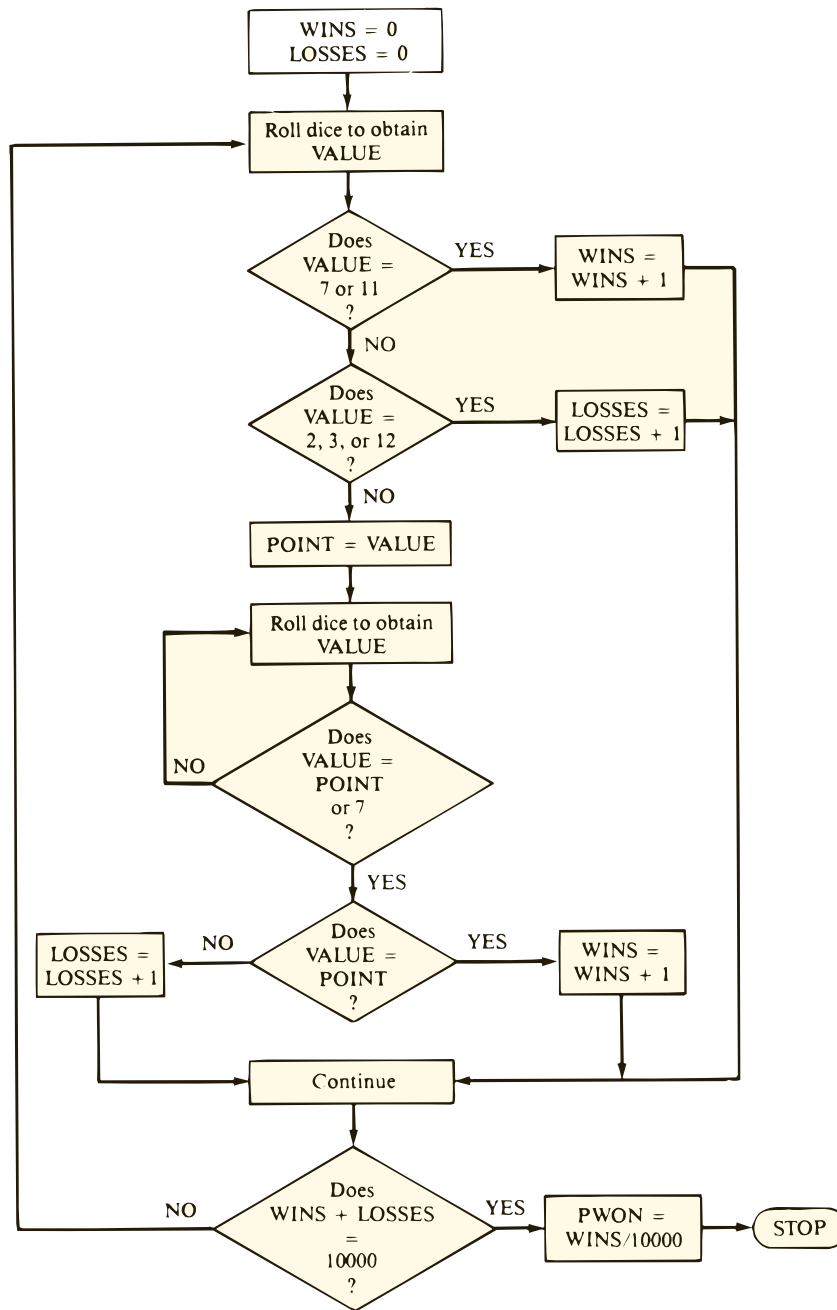 WINS = 0
LOSSES = 0
Roll dice to obtain
VALUE
Does
VALUE =
7 or 11
?
YES
WINS =
WINS + 1
NO
Does
VALUE =
2, 3, or 12
?
YES
LOSSES =
LOSSES + 1
NO
POINT = VALUE
Roll dice to obtain
VALUE
Does
VALUE =
POINT
or 7
?
NO
YES
Does
VALUE =
POINT
?
NO
LOSSES =
LOSSES + 1
YES
WINS =
WINS + 1
Continue
Does
WINS + LOSSES
=
10000
?
NO
YES
PWON =
WINS/10000
STOP